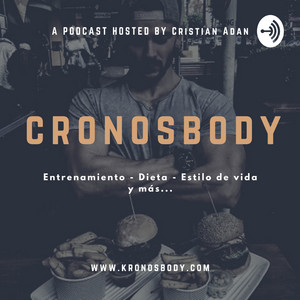 A PODCAST HOSTED BY Cristian Adan
CRONOSBODY
Entrenamiento - Dieta - Estilo de vida
y más...
www.kronosbody.com